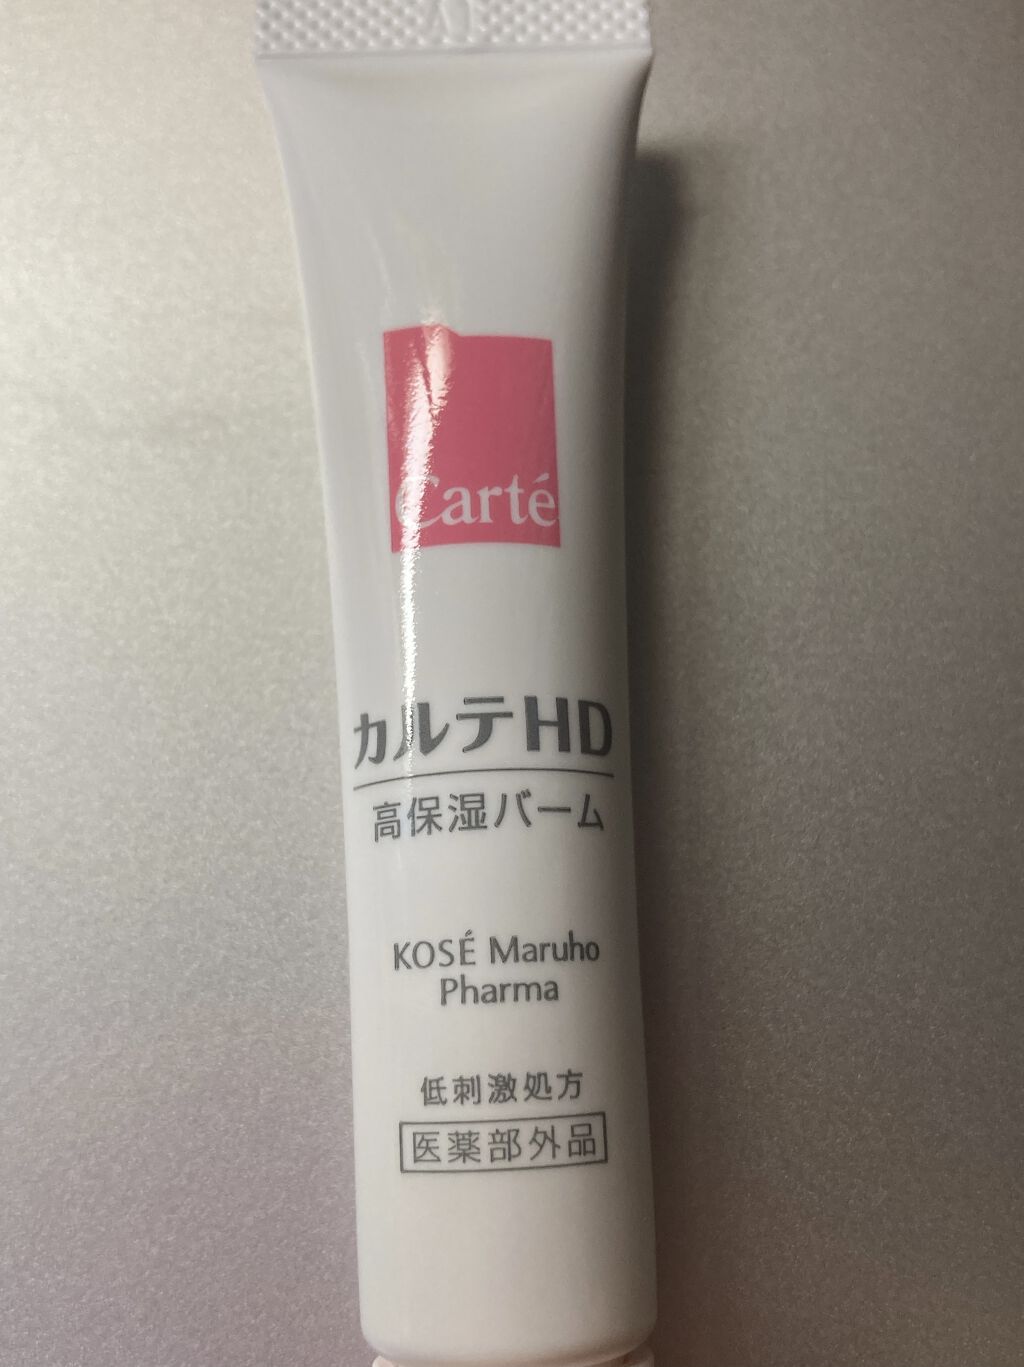 Carté
カルテHD
高保湿バーム
KOSÉ Maruho
Pharma
低刺激処方
医薬部外品